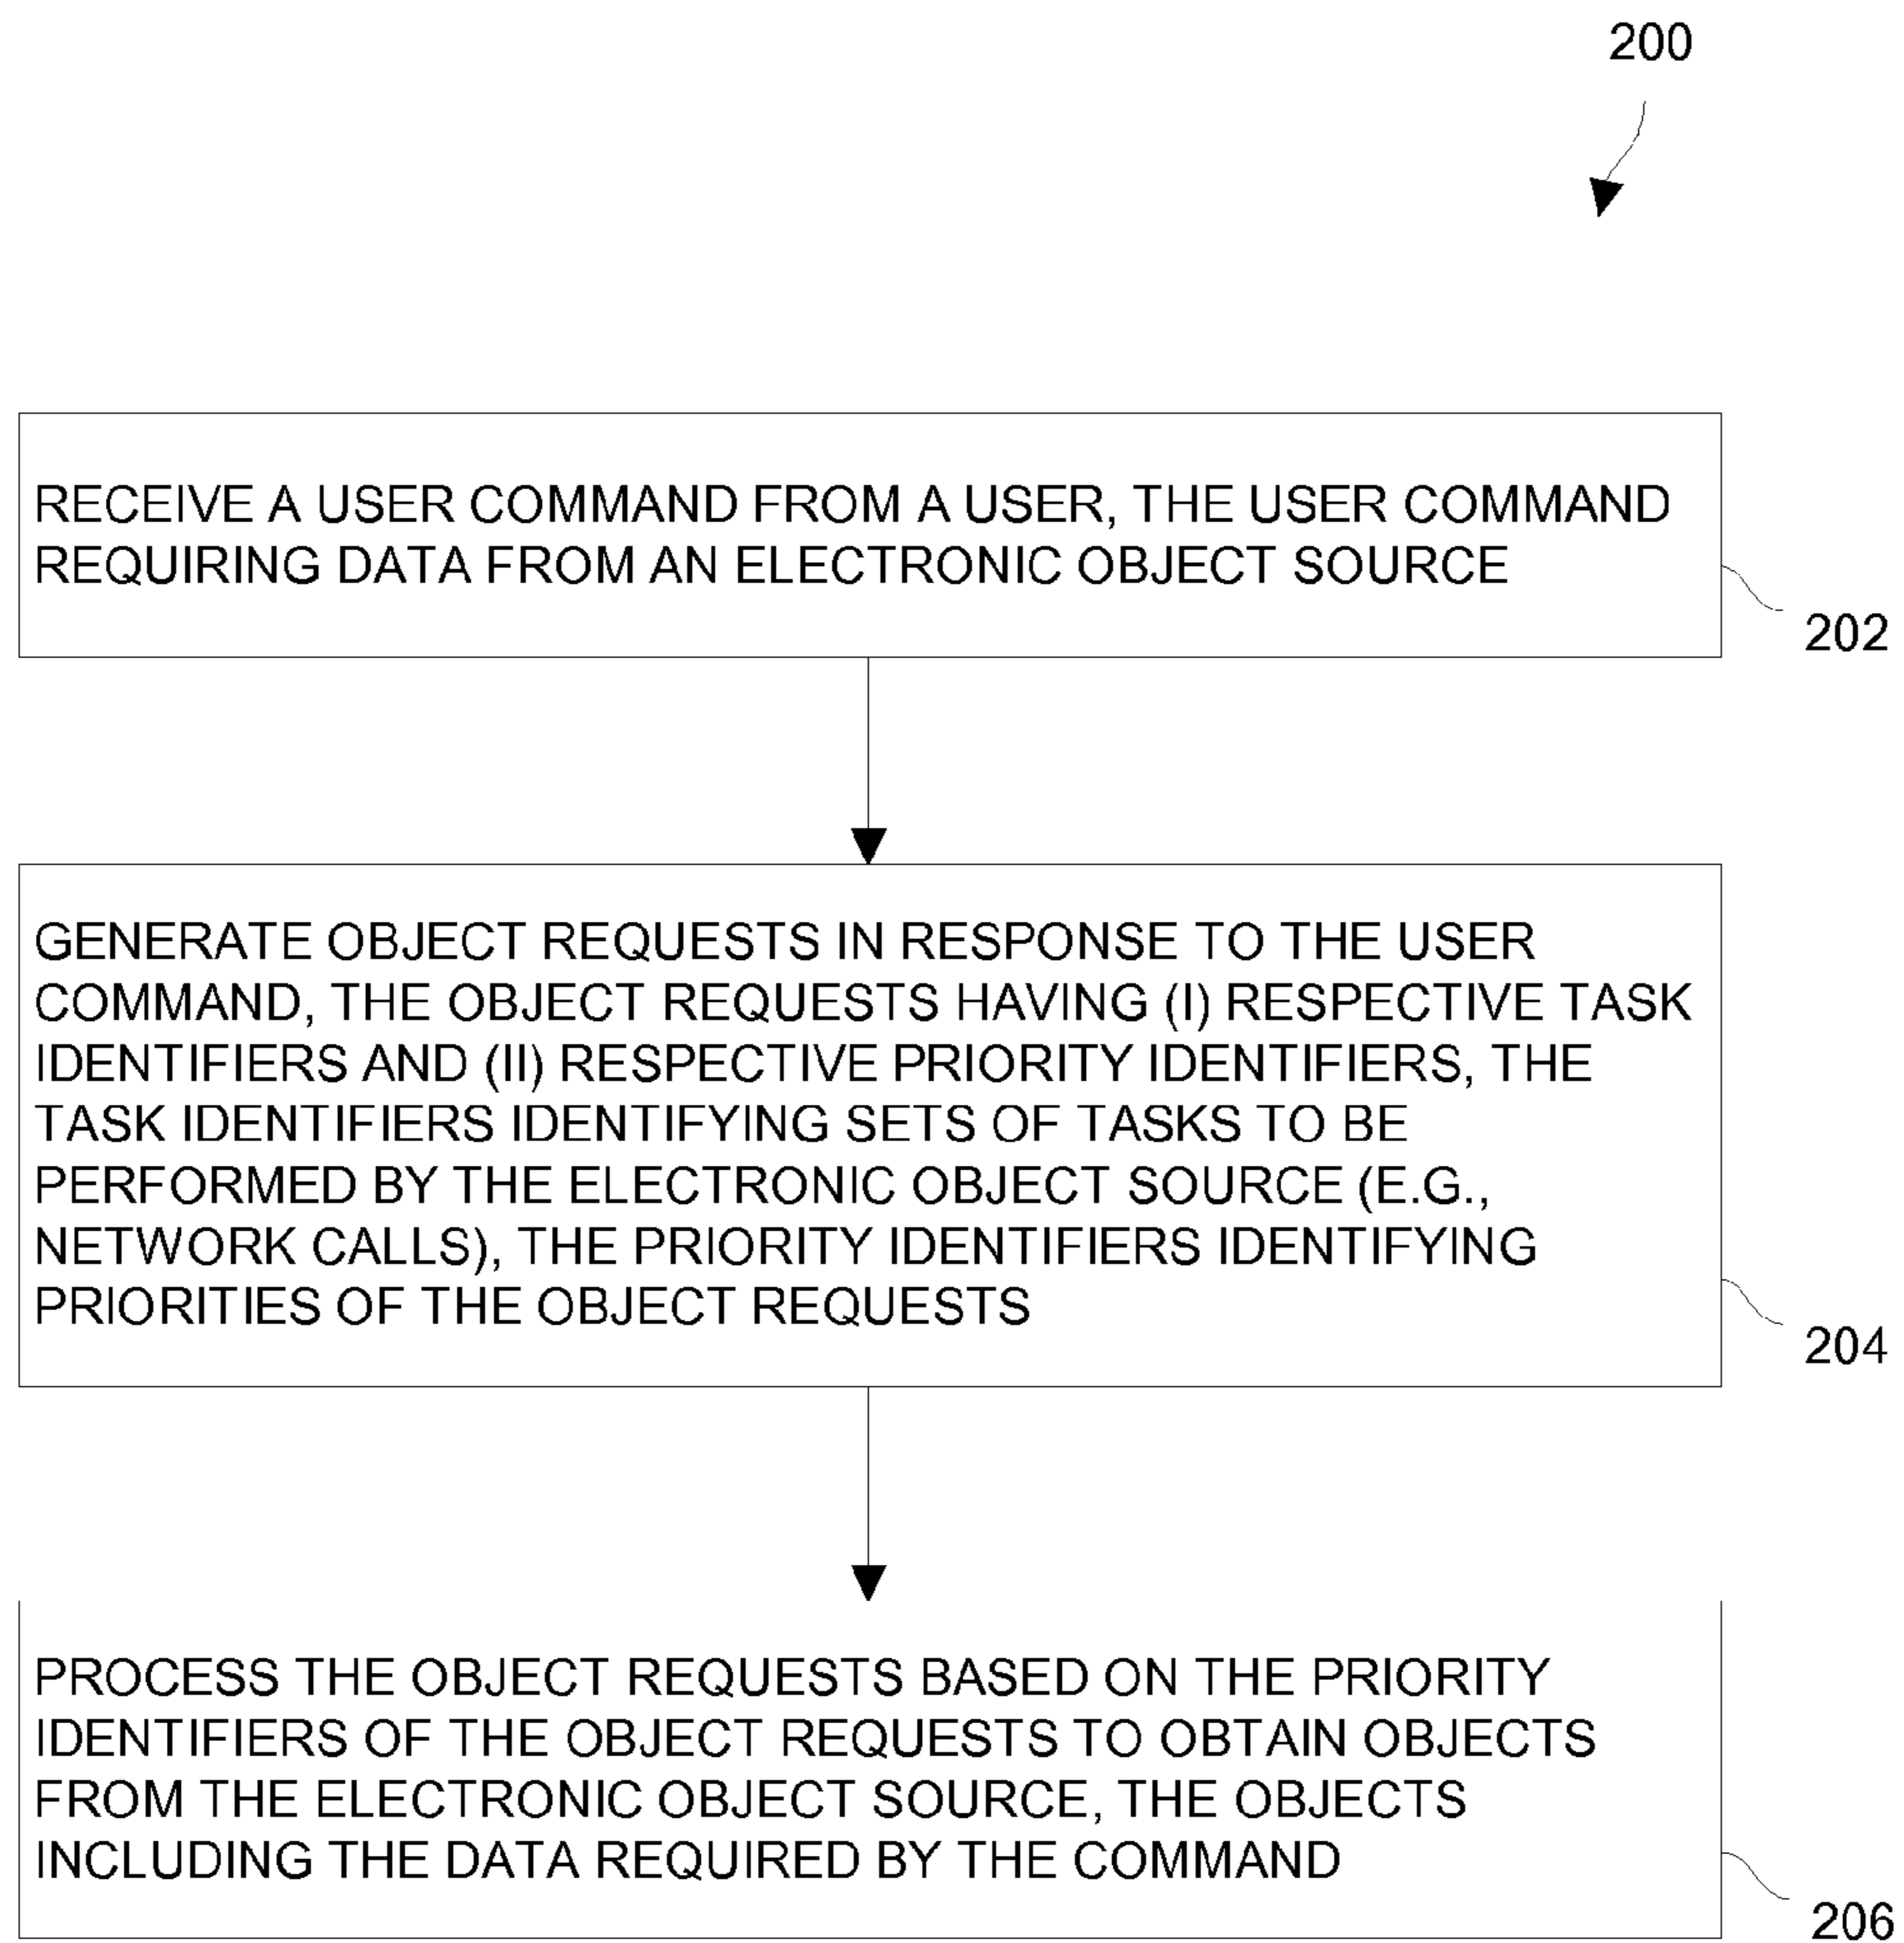 200
RECEIVE A USER COMMAND FROM A USER, THE USER COMMAND
REQUIRING DATA FROM AN ELECTRONIC OBJECT SOURCE
202
GENERATE OBJECT REQUESTS IN RESPONSE TO THE USER
COMMAND, THE OBJECT REQUESTS HAVING (I) RESPECTIVE TASK
IDENTIFIERS AND (II) RESPECTIVE PRIORITY IDENTIFIERS, THE
TASK IDENTIFIERS IDENTIFYING SETS OF TASKS TO BE
PERFORMED BY THE ELECTRONIC OBJECT SOURCE (E.G.,
NETWORK CALLS), THE PRIORITY IDENTIFIERS IDENTIFYING
PRIORITIES OF THE OBJECT REQUESTS
204
PROCESS THE OBJECT REQUESTS BASED ON THE PRIORITY
IDENTIFIERS OF THE OBJECT REQUESTS TO OBTAIN OBJECTS
FROM THE ELECTRONIC OBJECT SOURCE, THE OBJECTS
INCLUDING THE DATA REQUIRED BY THE COMMAND
206